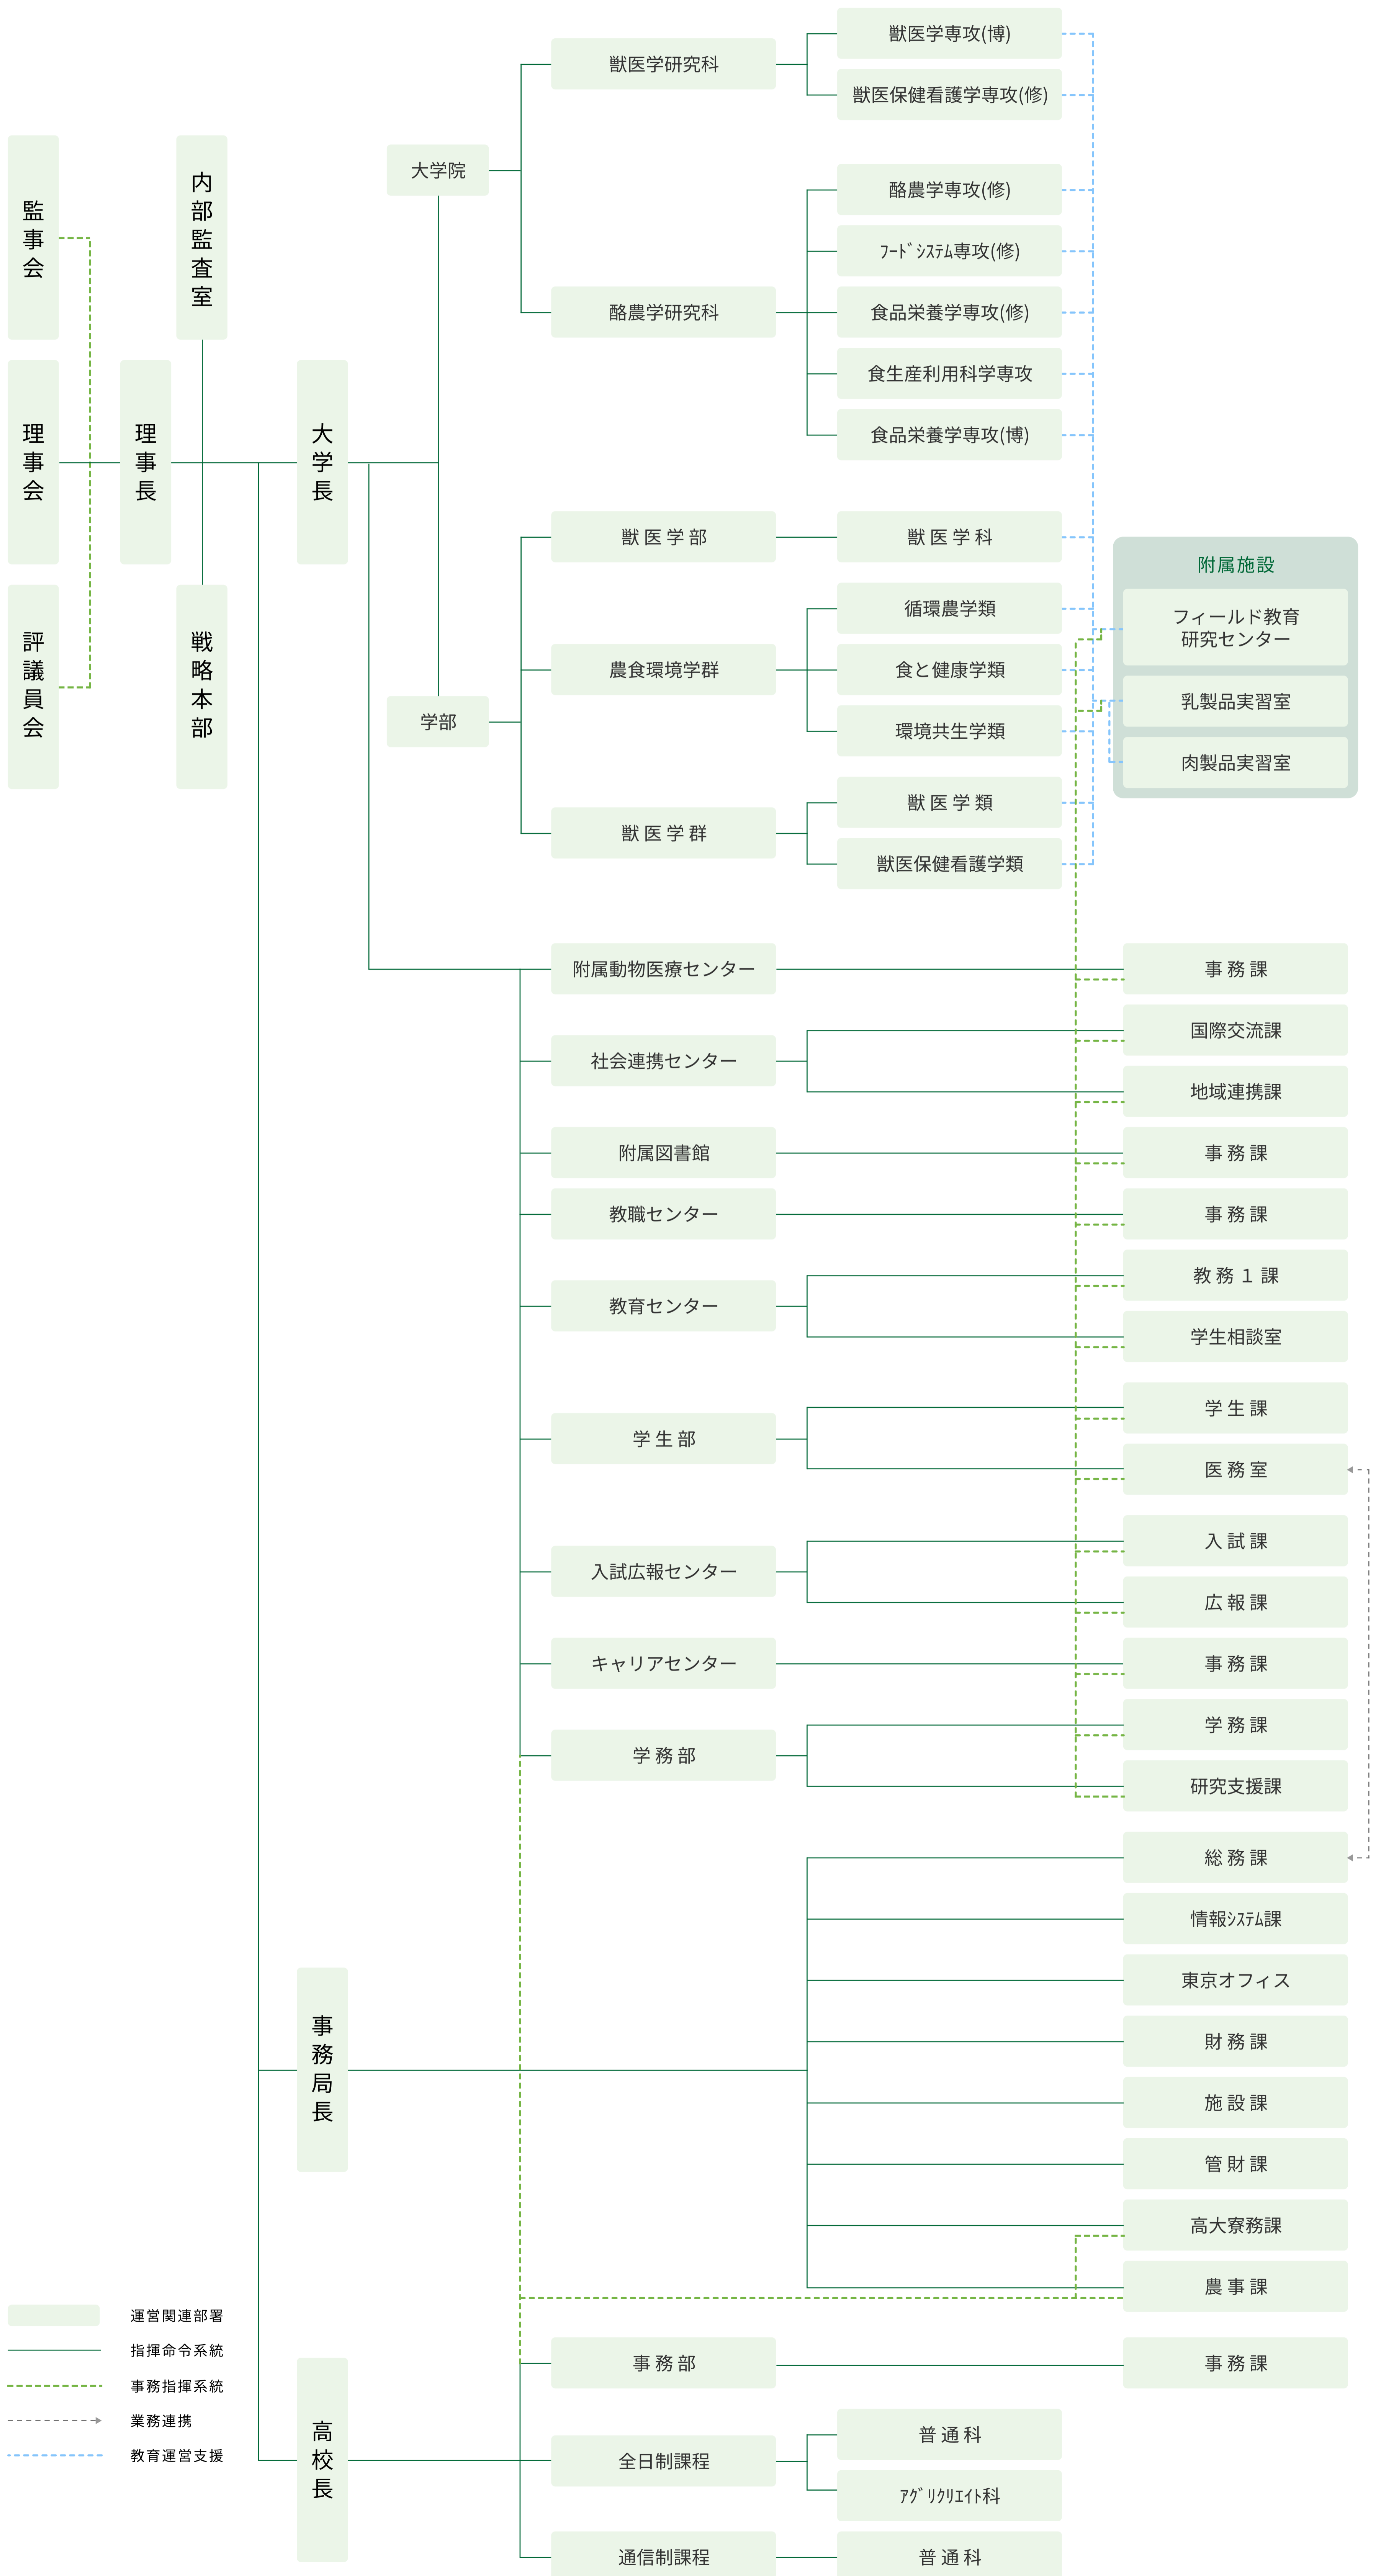 監事会
理事会
評議員会
理事長
内部監査室
戦略本部
大学長
大学院
学部
獣医学研究科
獣医学専攻(博)
獣医保健看護学専攻(修)
酪農学研究科
酪農学専攻(修)
ﾌｰﾄﾞｼｽﾃﾑ専攻(修)
食品栄養学専攻(修)
食生産利用科学専攻
食品栄養学専攻(博)
獣医学部
獣医学科
農食環境学群
循環農学類
食と健康学類
環境共生学類
獣医学群
獣医学類
獣医保健看護学類
附属施設
フィールド教育
研究センター
乳製品実習室
肉製品実習室
附属動物医療センター
事務課
社会連携センター
国際交流課
地域連携課
附属図書館
事務課
教職センター
事務課
教育センター
教務１課
学生相談室
学生部
学生課
医務室
入試広報センター
入試課
広報課
キャリアセンター
事務課
学務部
学務課
研究支援課
事務局長
総務課
情報ｼｽﾃﾑ課
東京オフィス
財務課
施設課
管財課
高大寮務課
農事課
高校長
事務部
事務課
全日制課程
普通科
ｱｸﾞﾘｸﾘｴｲﾄ科
通信制課程
普通科
運営関連部署
指揮命令系統
事務指揮系統
業務連携
教育運営支援